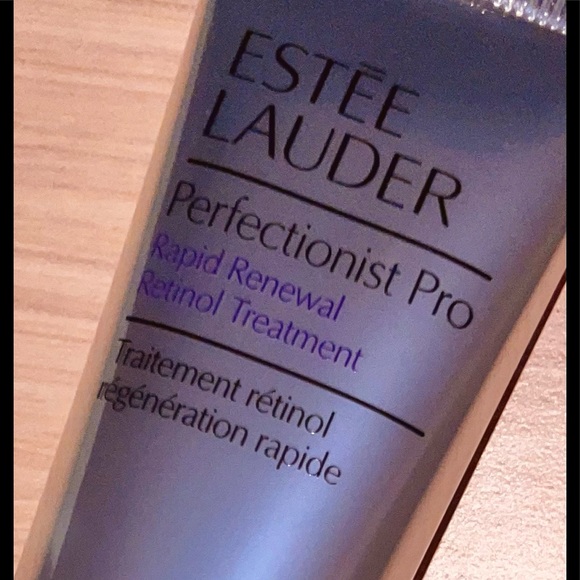 ESTĒE
LAUDER
Perfectionist Pro
Rapid Renewal
Retinol Treatment
Traitement rétinol
régénération rapide